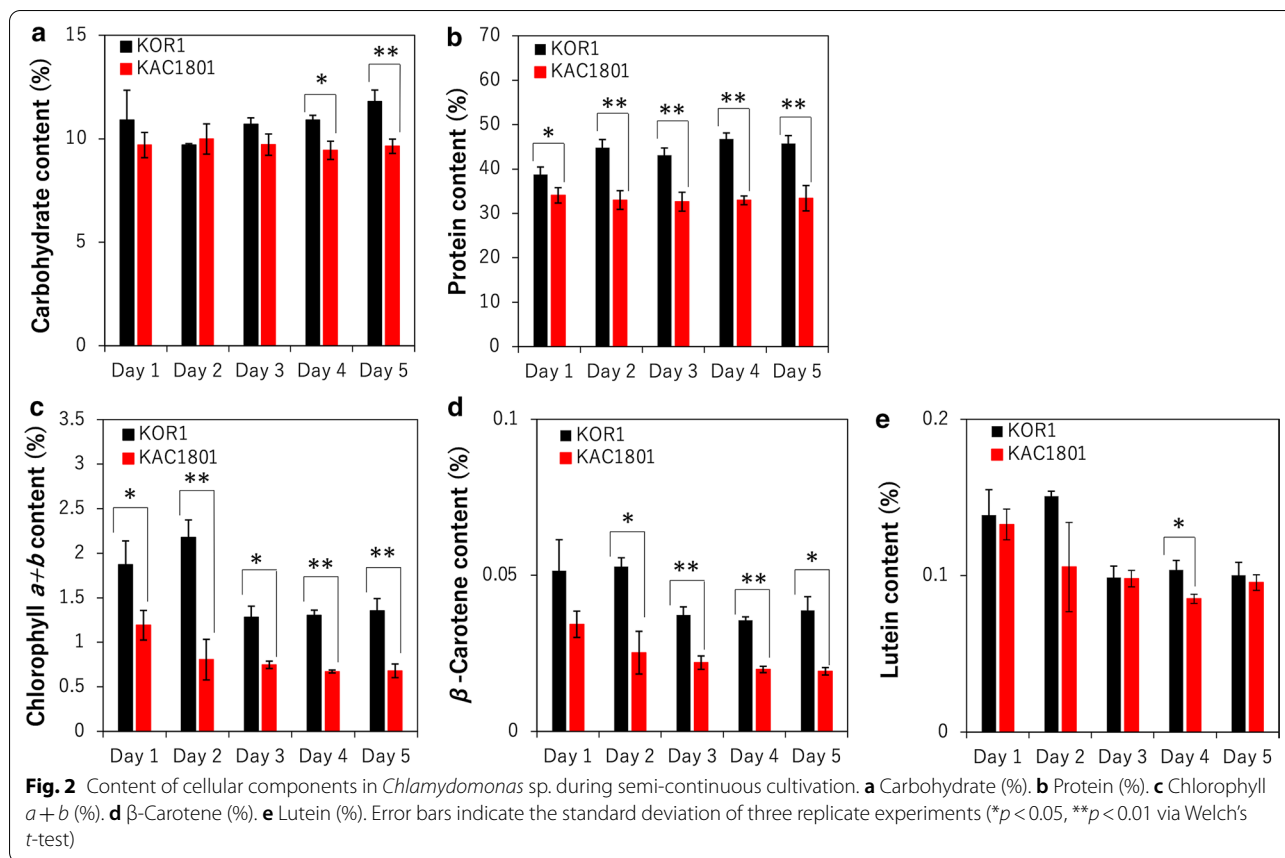 a
Carbohydrate content (%)
15
10
5
0
KOR1
KAC1801
*
**
Day 1 Day 2 Day 3 Day 4 Day 5
b
Protein content (%)
70
60
50
40
30
20
10
0
KOR1
KAC1801
*
**
**
**
**
Day 1 Day 2 Day 3 Day 4 Day 5
c
Chlorophyll a+b content (%)
3.5
3
2.5
2
1.5
1
0.5
0
KOR1
KAC1801
*
**
*
**
**
Day 1 Day 2 Day 3 Day 4 Day 5
d
β-Carotene content (%)
0.1
0.05
0
KOR1
KAC1801
*
**
**
*
Day 1 Day 2 Day 3 Day 4 Day 5
e
Lutein content (%)
0.2
0.1
0
KOR1
KAC1801
*
Day 1 Day 2 Day 3 Day 4 Day 5
Fig. 2 Content of cellular components in Chlamydomonas sp. during semi-continuous cultivation. a Carbohydrate (%). b Protein (%). c Chlorophyll
a + b (%). d β-Carotene (%). e Lutein (%). Error bars indicate the standard deviation of three replicate experiments (*p < 0.05, **p < 0.01 via Welch's
t-test)